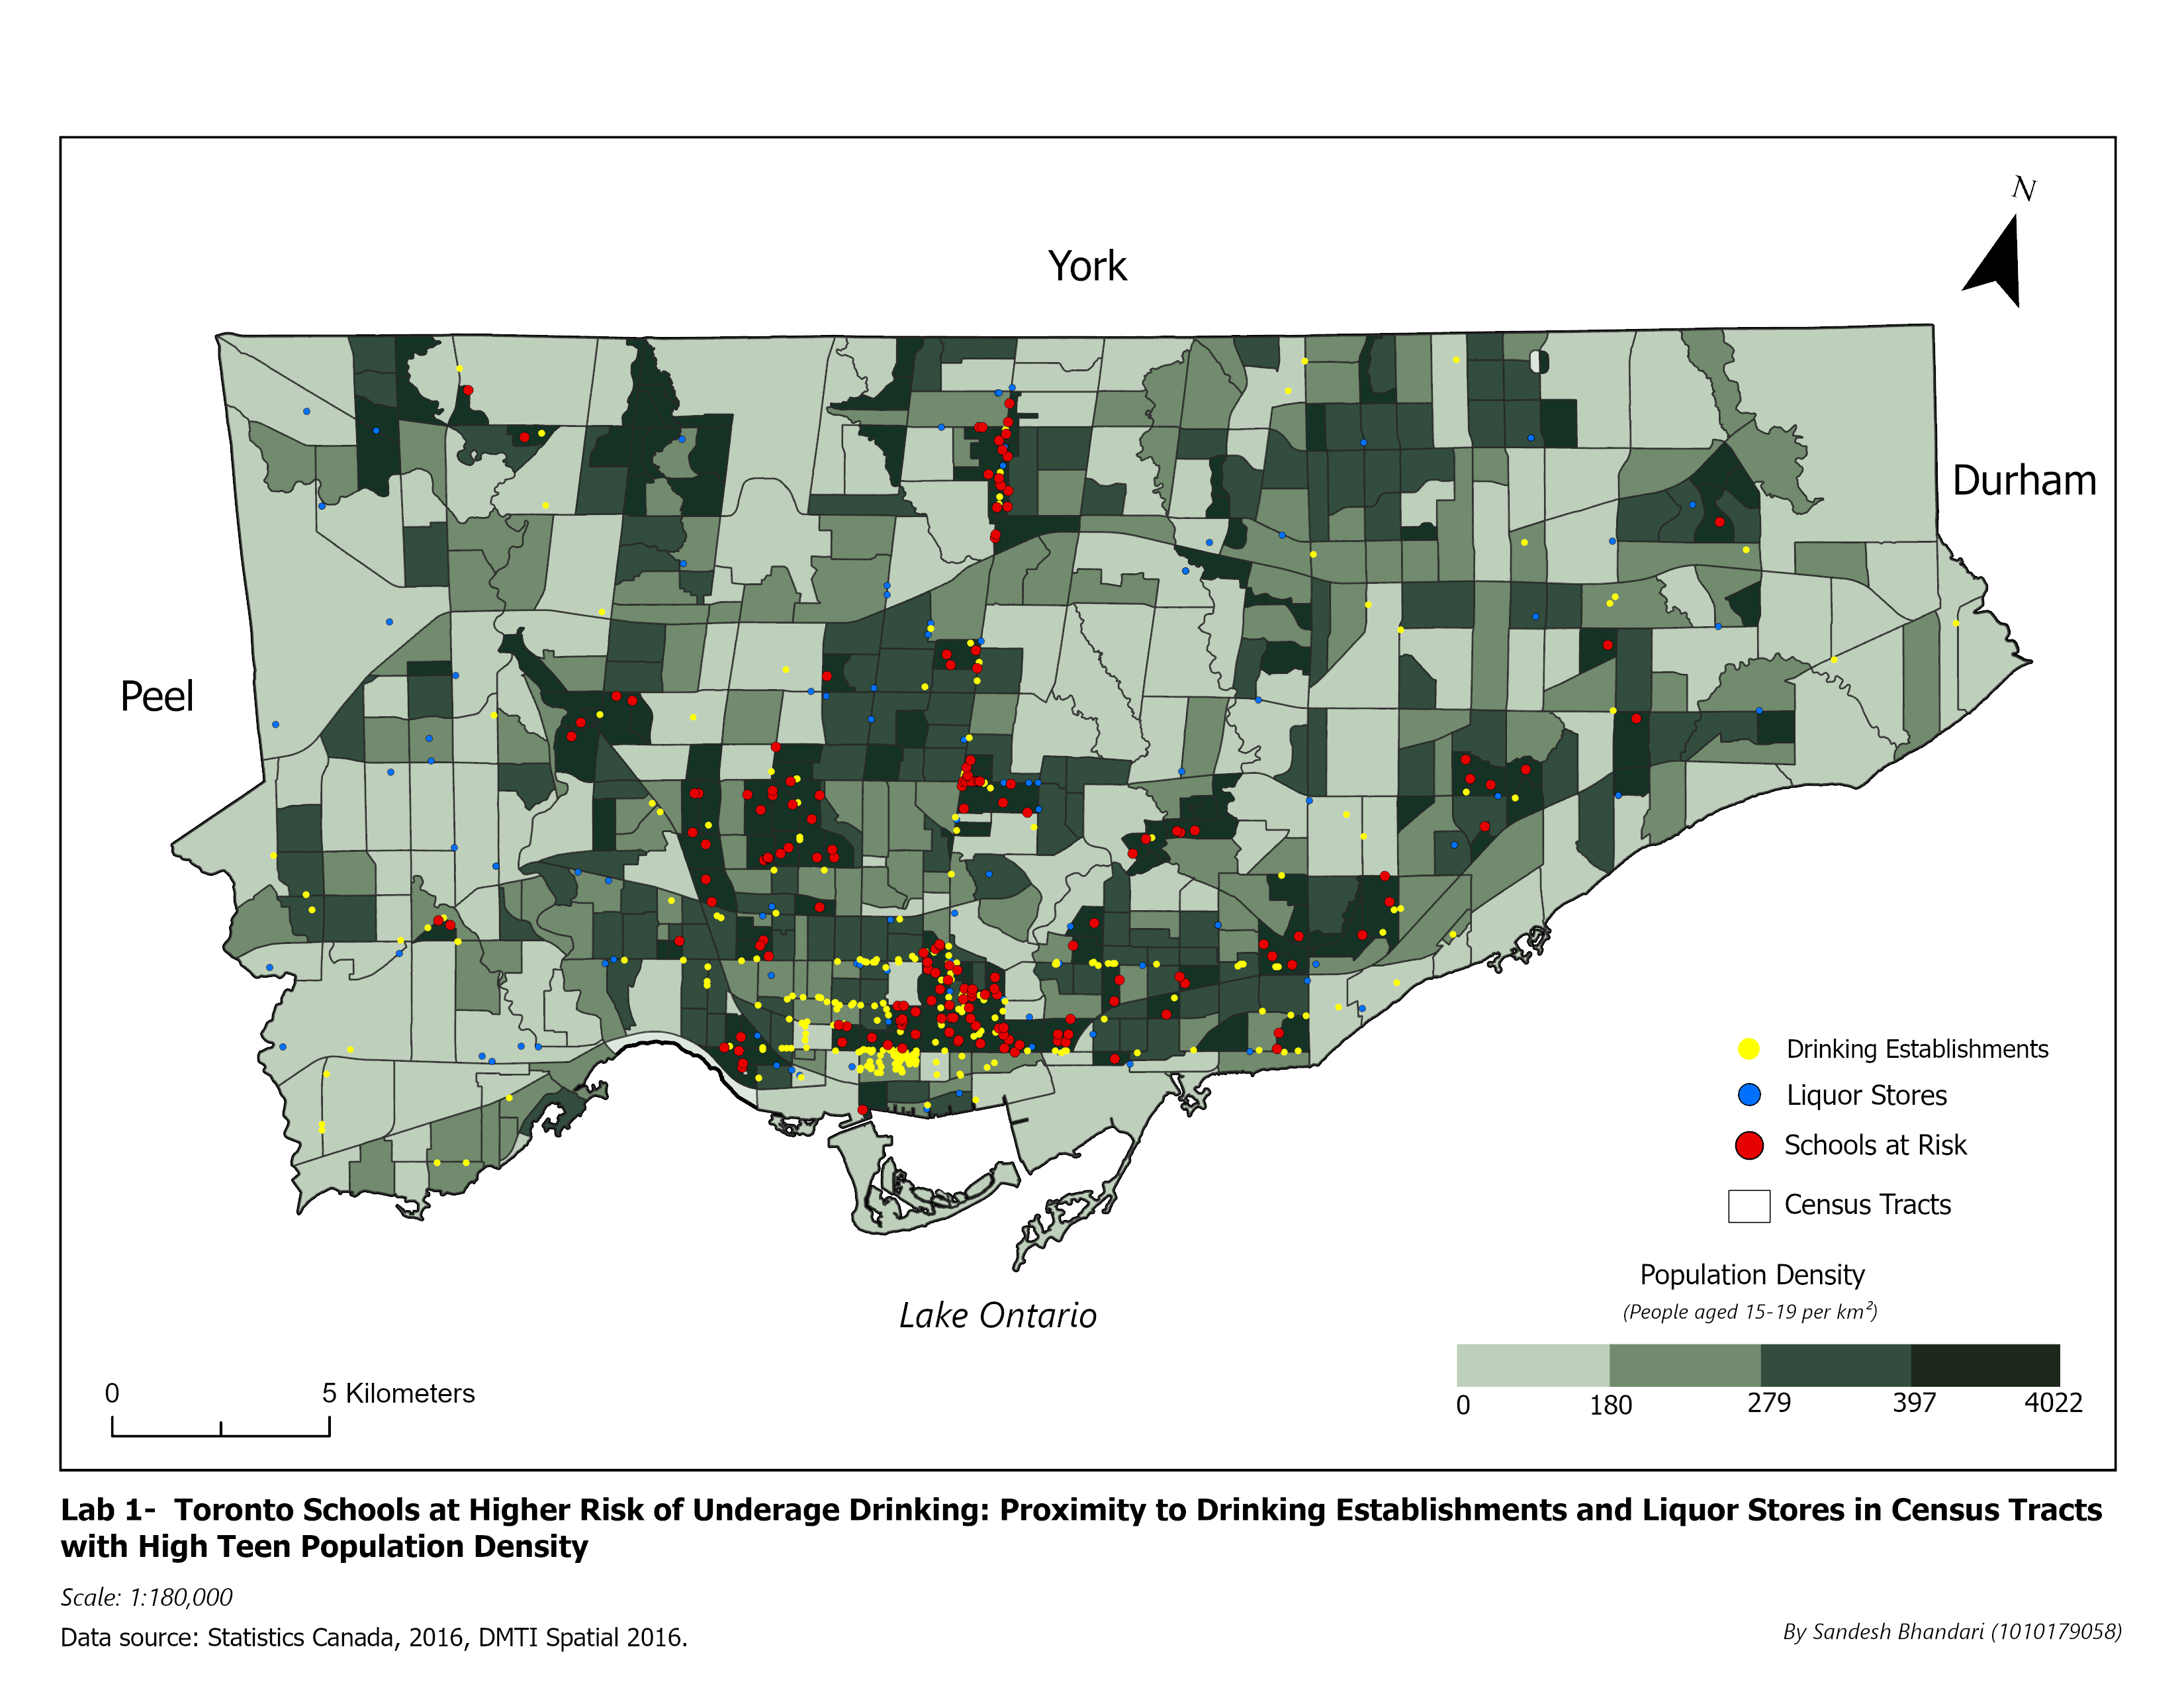 N
York
Durham
Peel
Drinking Establishments
Liquor Stores
Schools at Risk
Census Tracts
Population Density
(People aged 15-19 per km²)
Lake Ontario
0 180 279 397 4022
0 5 Kilometers
Lab 1-  Toronto Schools at Higher Risk of Underage Drinking: Proximity to Drinking Establishments and Liquor Stores in Census Tracts
with High Teen Population Density
Scale: 1:180,000
Data source: Statistics Canada, 2016, DMTI Spatial 2016.
By Sandesh Bhandari (1010179058)